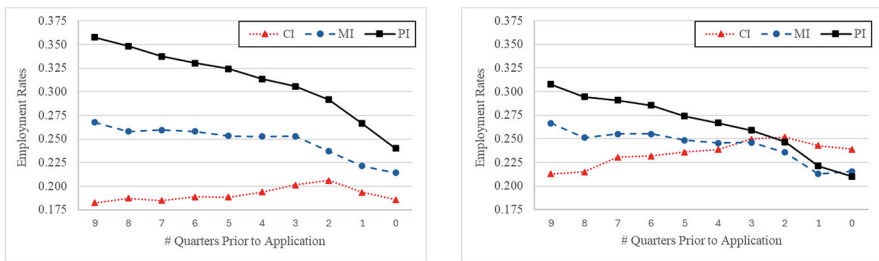 CI MI PI
Employment Rates
0.375
0.350
0.325
0.300
0.275
0.250
0.225
0.200
0.175
9 8 7 6 5 4 3 2 1 0
# Quarters Prior to Application
CI MI PI
Employment Rates
0.375
0.350
0.325
0.300
0.275
0.250
0.225
0.200
0.175
9 8 7 6 5 4 3 2 1 0
# Quarters Prior to Application